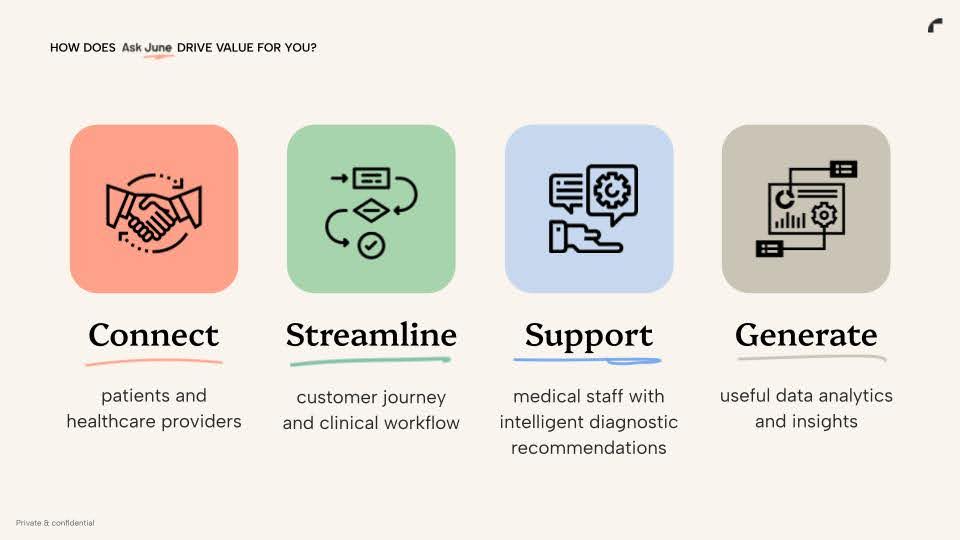 HOW DOES Ask June DRIVE VALUE FOR YOU?
Connect
patients and
healthcare providers
Streamline
customer journey
and clinical workflow
Support
medical staff with
intelligent diagnostic
recommendations
Generate
useful data analytics
and insights
Private & confidential